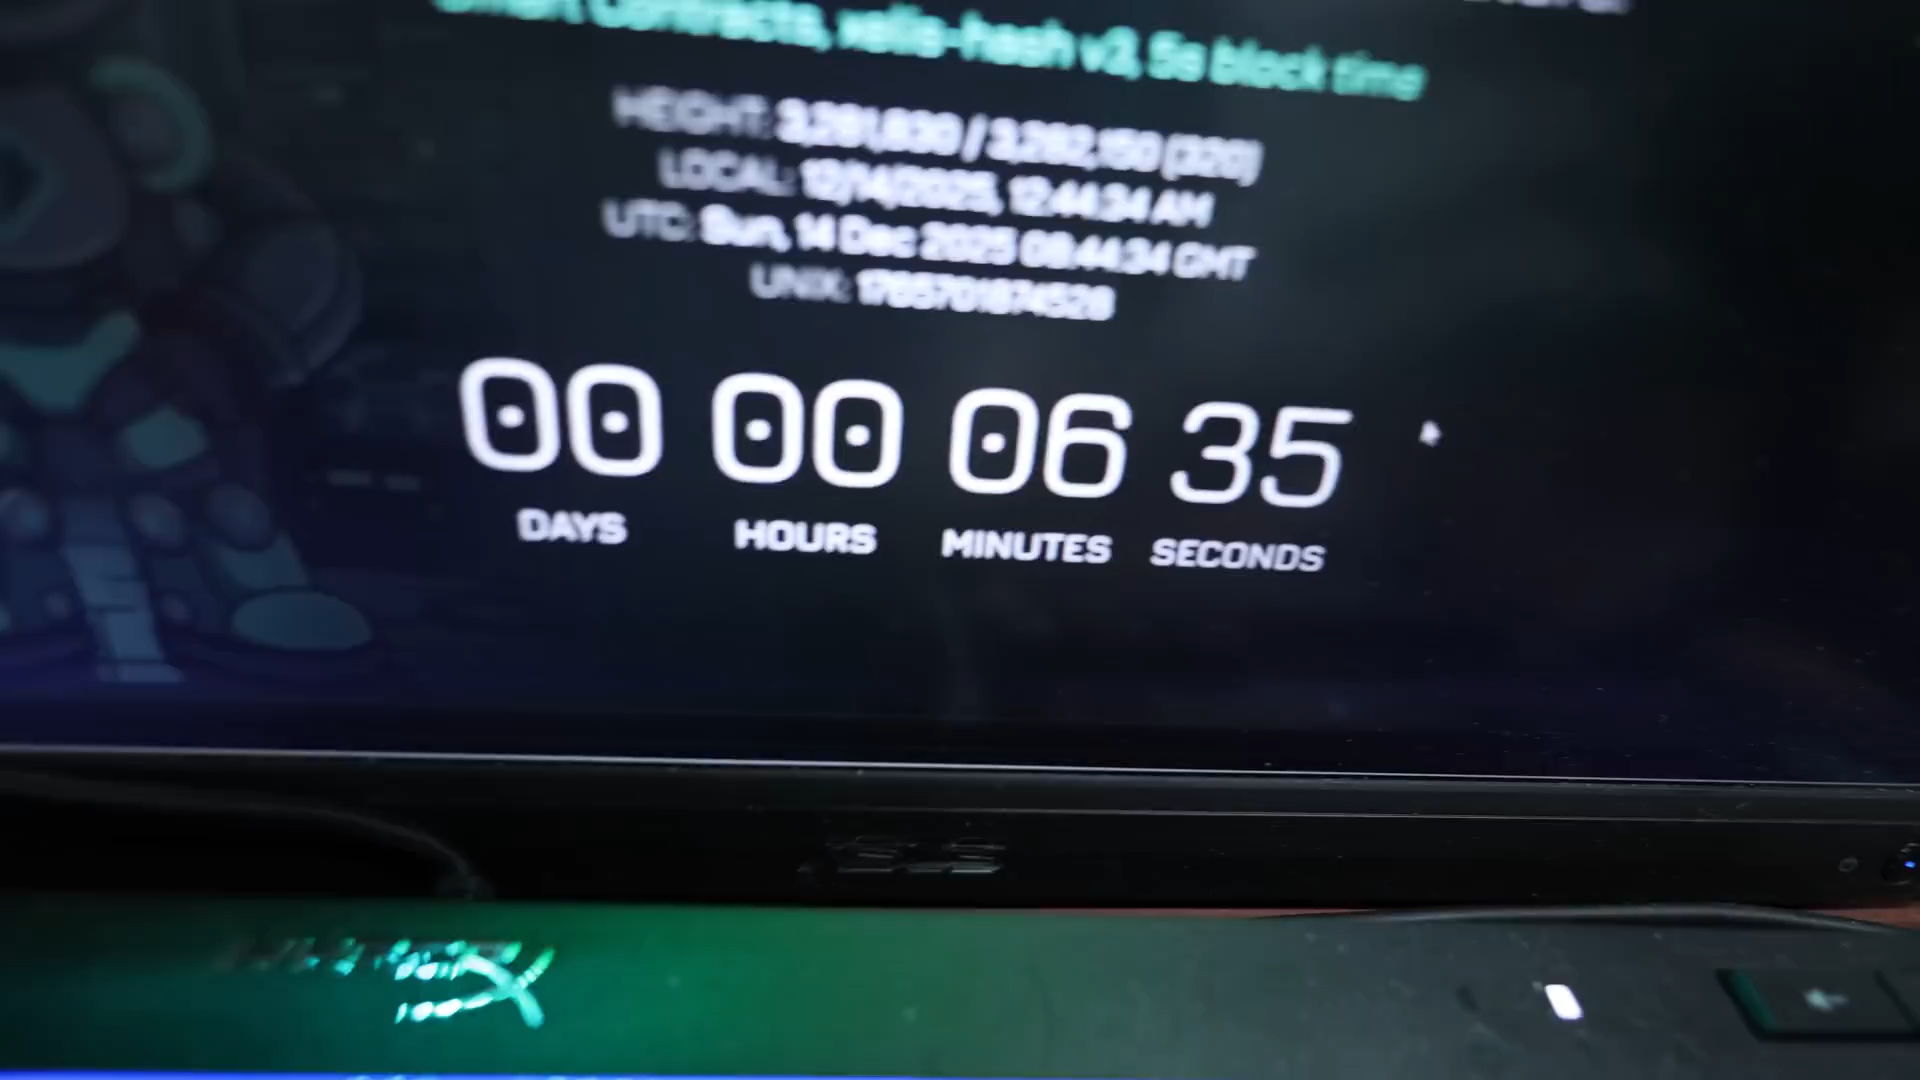 Smart Contracts, xelis-hash v3, 5s block time
HEIGHT: 3,281,830 / 3,282,150 (320)
LOCAL: 12/14/2025, 12:44:34 AM
UTC: Sun, 14 Dec 2025 08:44:34 GMT
UNIX:
00 00 06 35
DAYS HOURS MINUTES SECONDS